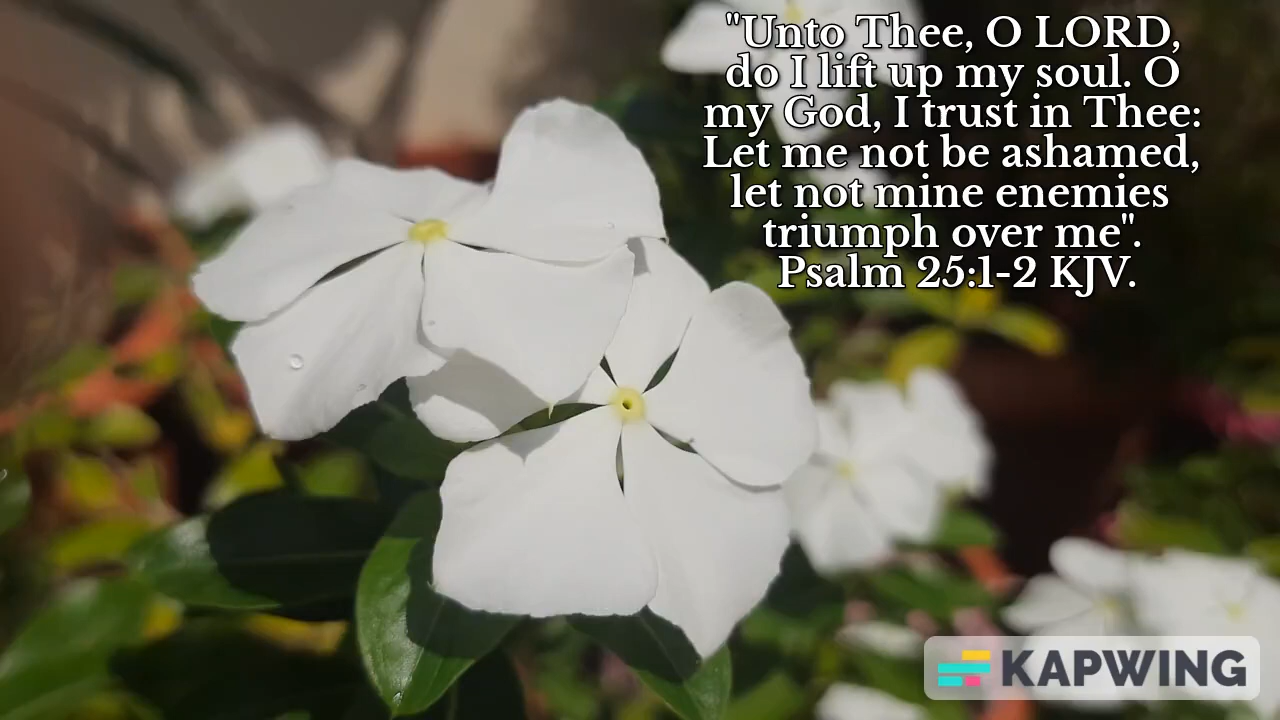 "Unto Thee, O LORD,
do I lift up my soul. O
my God, I trust in Thee:
Let me not be ashamed,
let not mine enemies
triumph over me".
Psalm 25:1-2 KJV.
KAPWING